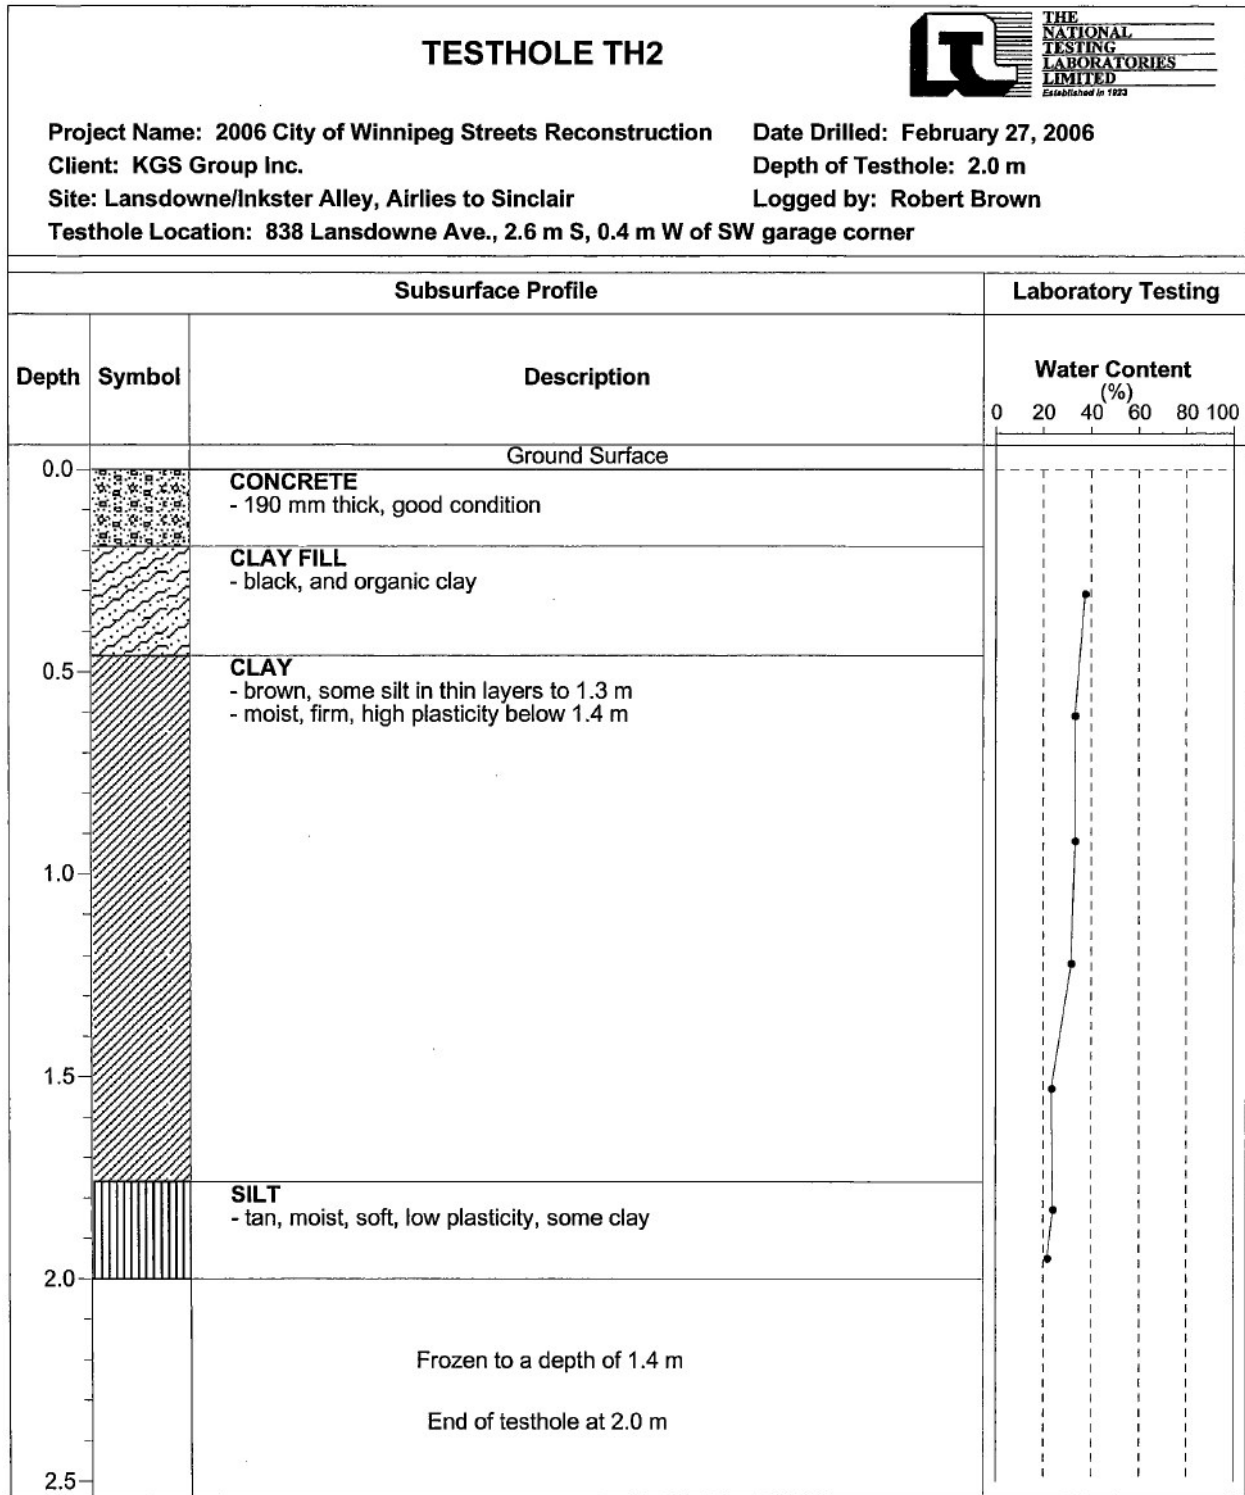 TESTHOLE TH2
THE
NATIONAL
TESTING
LABORATORIES
LIMITED
Established in 1923
Project Name: 2006 City of Winnipeg Streets Reconstruction
Date Drilled: February 27, 2006
Client: KGS Group Inc.
Depth of Testhole: 2.0 m
Site: Lansdowne/Inkster Alley, Airlies to Sinclair
Logged by: Robert Brown
Testhole Location: 838 Lansdowne Ave., 2.6 m S, 0.4 m W of SW garage corner
Subsurface Profile
Laboratory Testing
Depth
Symbol
Description
Water Content
(%)
0 20 40 60 80 100
Ground Surface
0.0
CONCRETE
- 190 mm thick, good condition
CLAY FILL
- black, and organic clay
0.5
CLAY
- brown, some silt in thin layers to 1.3 m
- moist, firm, high plasticity below 1.4 m
1.0
1.5
SILT
- tan, moist, soft, low plasticity, some clay
2.0
Frozen to a depth of 1.4 m
End of testhole at 2.0 m
2.5